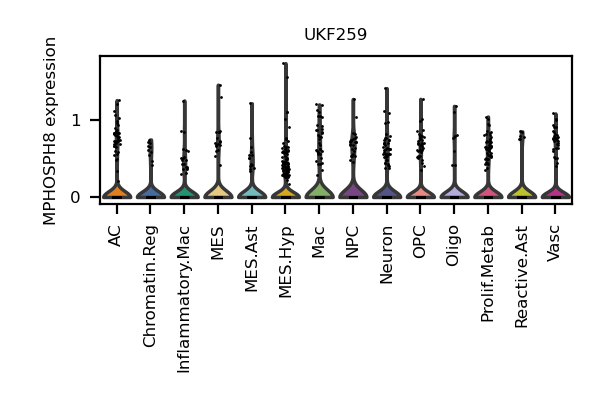 UKF259
MPHOSPH8 expression
1
0
AC
Chromatin.Reg
Inflammatory.Mac
MES
MES.Ast
MES.Hyp
Mac
NPC
Neuron
OPC
Oligo
Prolif.Metab
Reactive.Ast
Vasc